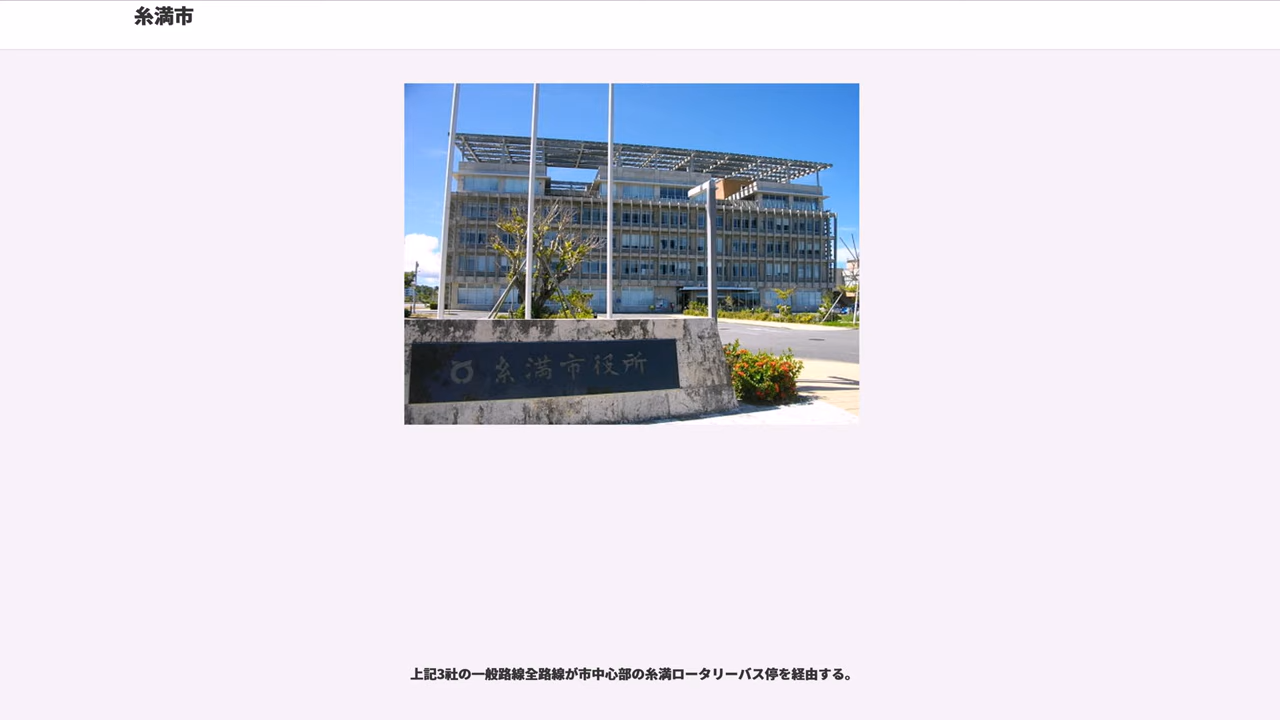 糸満市
糸満市役所
上記3社の一般路線全路線が市中心部の糸満ロータリーバス停を経由する。